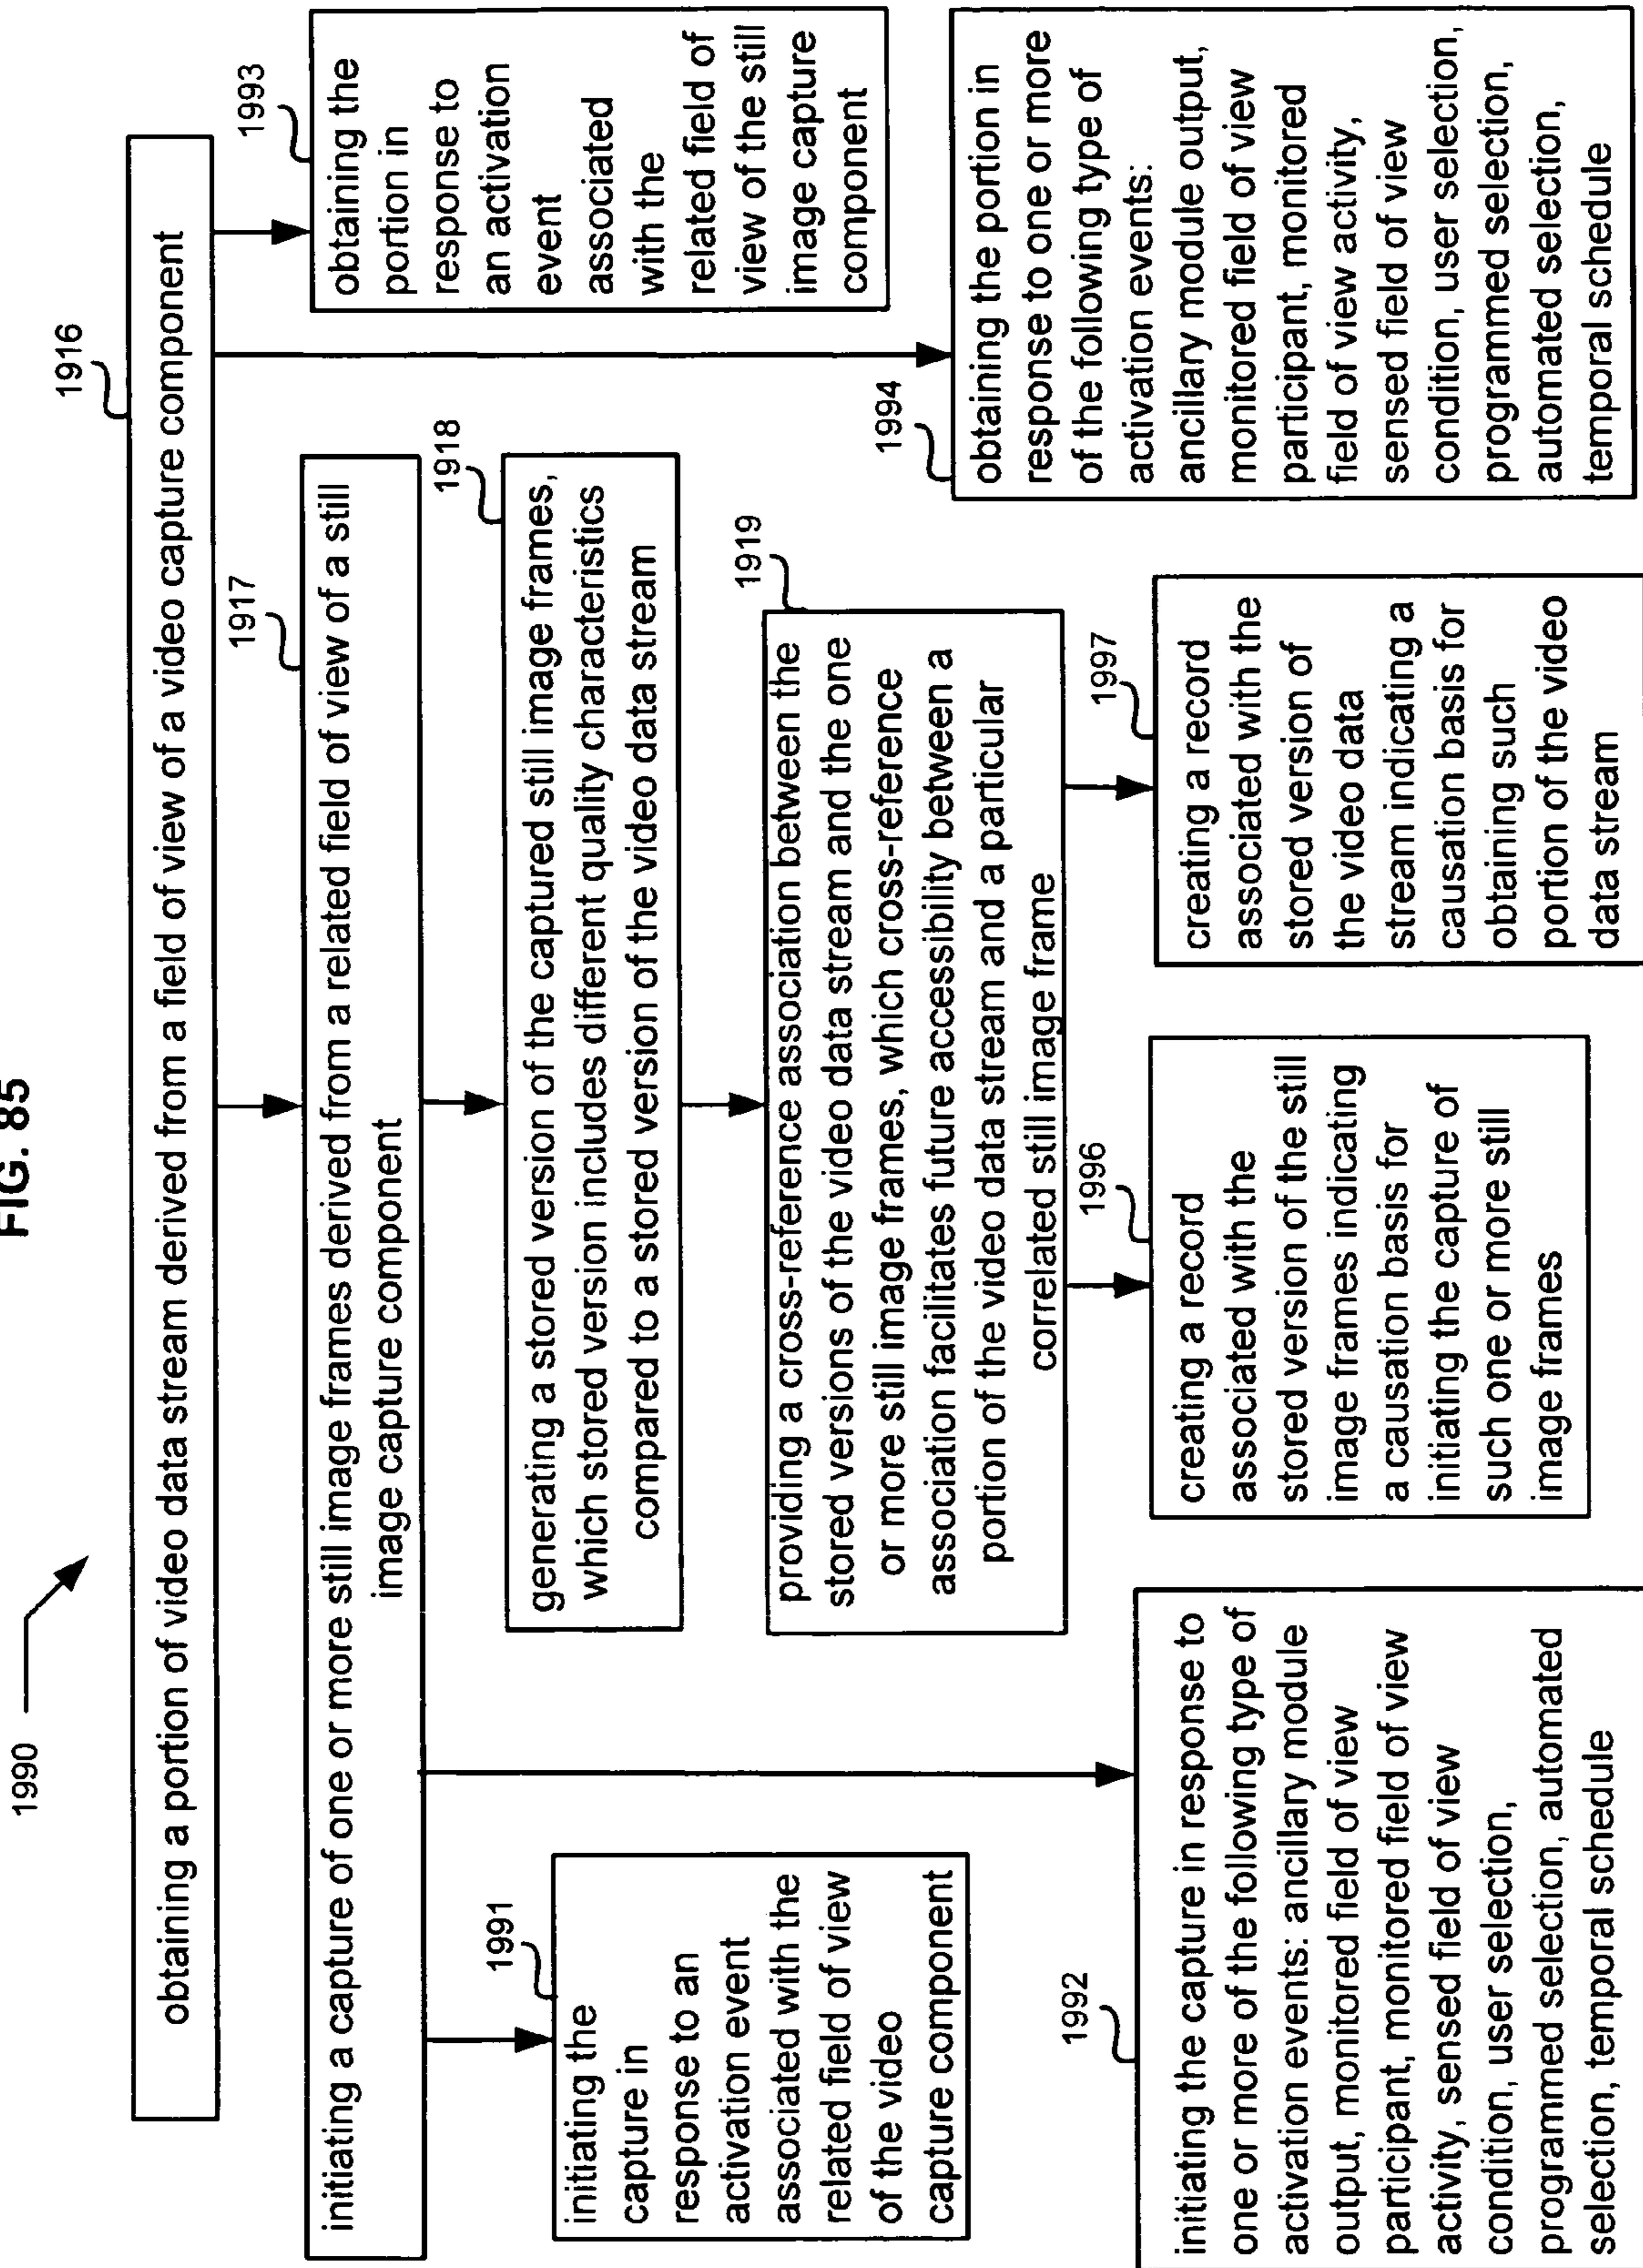 FIG. 85
1990
1916
obtaining a portion of video data stream derived from a field of view of a video capture component
1917
initiating a capture of one or more still image frames derived from a related field of view of a still
image capture component
1918
generating a stored version of the captured still image frames,
which stored version includes different quality characteristics
compared to a stored version of the video data stream
1919
providing a cross-reference association between the
stored versions of the video data stream and the one
or more still image frames, which cross-reference
association facilitates future accessibility between a
portion of the video data stream and a particular
correlated still image frame
1991
initiating the
capture in
response to an
activation event
associated with the
related field of view
of the video
capture component
1992
initiating the capture in response to
one or more of the following type of
activation events: ancillary module
output, monitored field of view
participant, monitored field of view
activity, sensed field of view
condition, user selection,
programmed selection, automated
selection, temporal schedule
1996
creating a record
associated with the
stored version of the still
image frames indicating
a causation basis for
initiating the capture of
such one or more still
image frames
1997
creating a record
associated with the
stored version of
the video data
stream indicating a
causation basis for
obtaining such
portion of the video
data stream
1993
obtaining the
portion in
response to
an activation
event
associated
with the
related field of
view of the still
image capture
component
1994
obtaining the portion in
response to one or more
of the following type of
activation events:
ancillary module output,
monitored field of view
participant, monitored
field of view activity,
sensed field of view
condition, user selection,
programmed selection,
automated selection,
temporal schedule